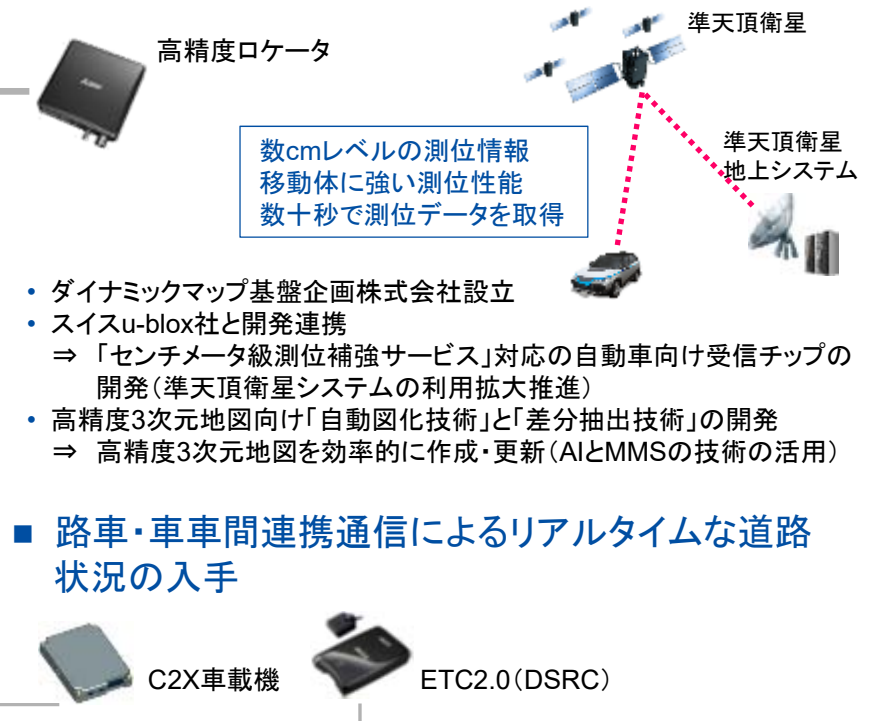 高精度ロケータ
準天頂衛星
準天頂衛星
地上システム
数cmレベルの測位情報
移動体に強い測位性能
数十秒で測位データを取得
• ダイナミックマップ基盤企画株式会社設立
• スイスu-blox社と開発連携
⇒ 「センチメータ級測位補強サービス」対応の自動車向け受信チップの
開発（準天頂衛星システムの利用拡大推進）
• 高精度3次元地図向け「自動図化技術」と「差分抽出技術」の開発
⇒ 高精度3次元地図を効率的に作成・更新（AIとMMSの技術の活用）
■ 路車・車車間連携通信によるリアルタイムな道路
状況の入手
C2X車載機
ETC2.0（DSRC）